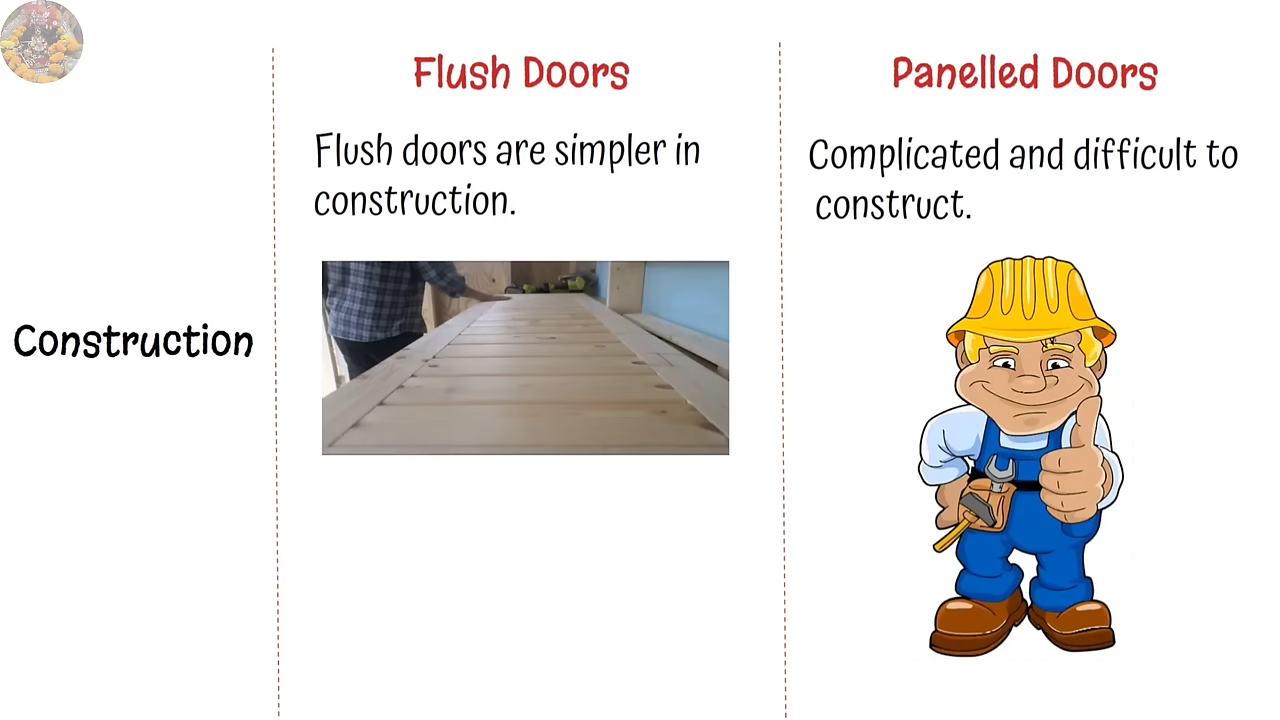 Flush Doors
Panelled Doors
Flush doors are simpler in
construction.
Complicated and difficult to
construct.
Construction